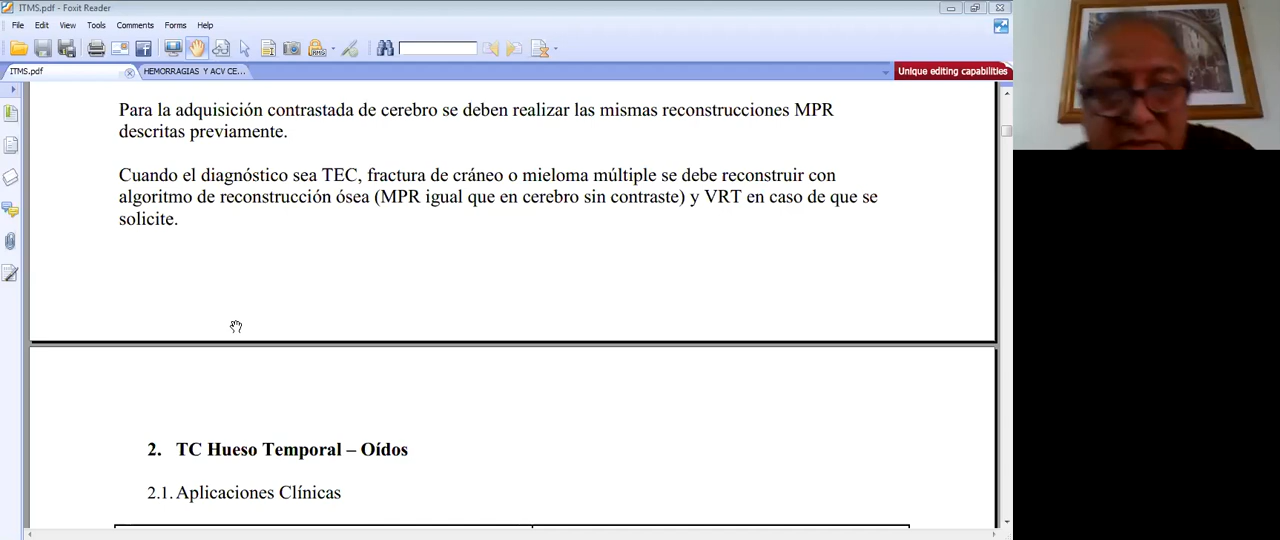 ITMS.pdf - Foxit Reader
File Edit View Tools Comments Forms Help
ITMS.pdf
HEMORRAGIAS Y ACV CE...
Unique editing capabilities
Para la adquisición contrastada de cerebro se deben realizar las mismas reconstrucciones MPR
descritas previamente.
Cuando el diagnóstico sea TEC, fractura de cráneo o mieloma múltiple se debe reconstruir con
algoritmo de reconstrucción ósea (MPR igual que en cerebro sin contraste) y VRT en caso de que se
solicite.
2. TC Hueso Temporal – Oídos
2.1. Aplicaciones Clínicas